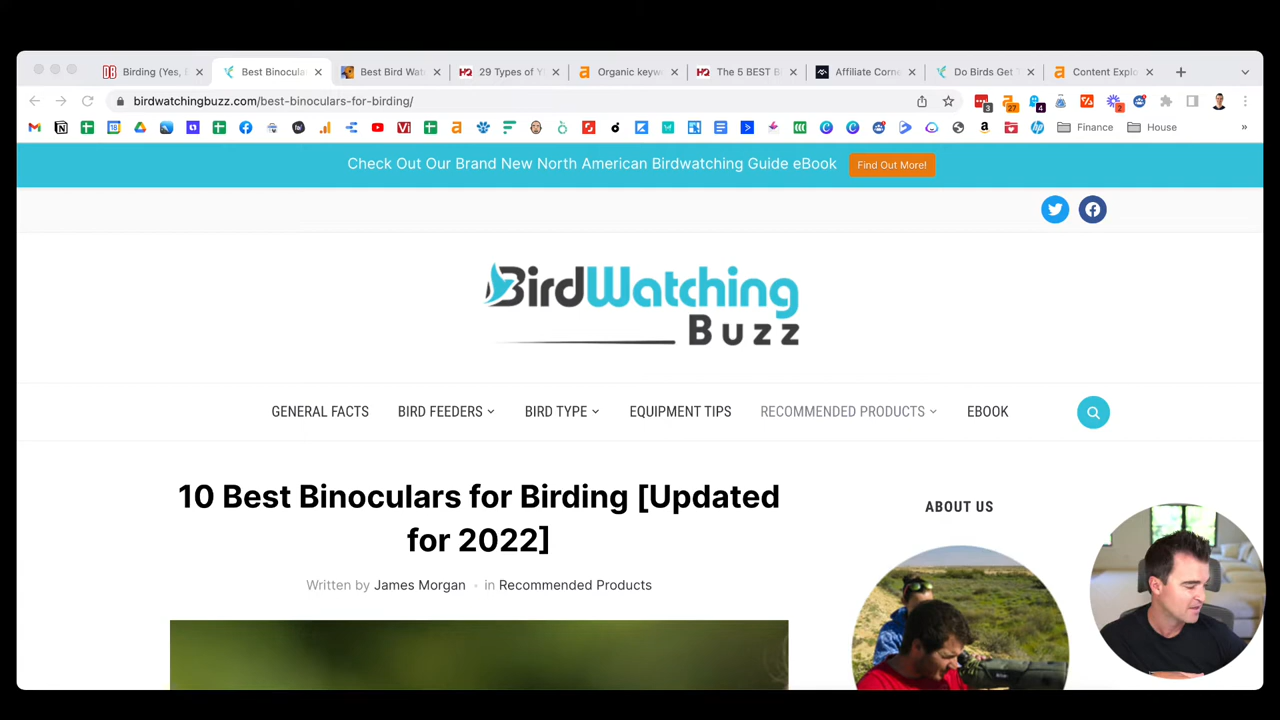 Birding (Yes,
Best Binocula
Best Bird Wat
29 Types of Y
Organic keyw
The 5 BEST B
Affiliate Corne
Do Birds Get T
Content Explo
birdwatchingbuzz.com/best-binoculars-for-birding/
Finance
House
Check Out Our Brand New North American Birdwatching Guide eBook
Find Out More!
BirdWatching
Buzz
GENERAL FACTS
BIRD FEEDERS
BIRD TYPE
EQUIPMENT TIPS
RECOMMENDED PRODUCTS
EBOOK
10 Best Binoculars for Birding [Updated
for 2022]
Written by James Morgan • in Recommended Products
ABOUT US